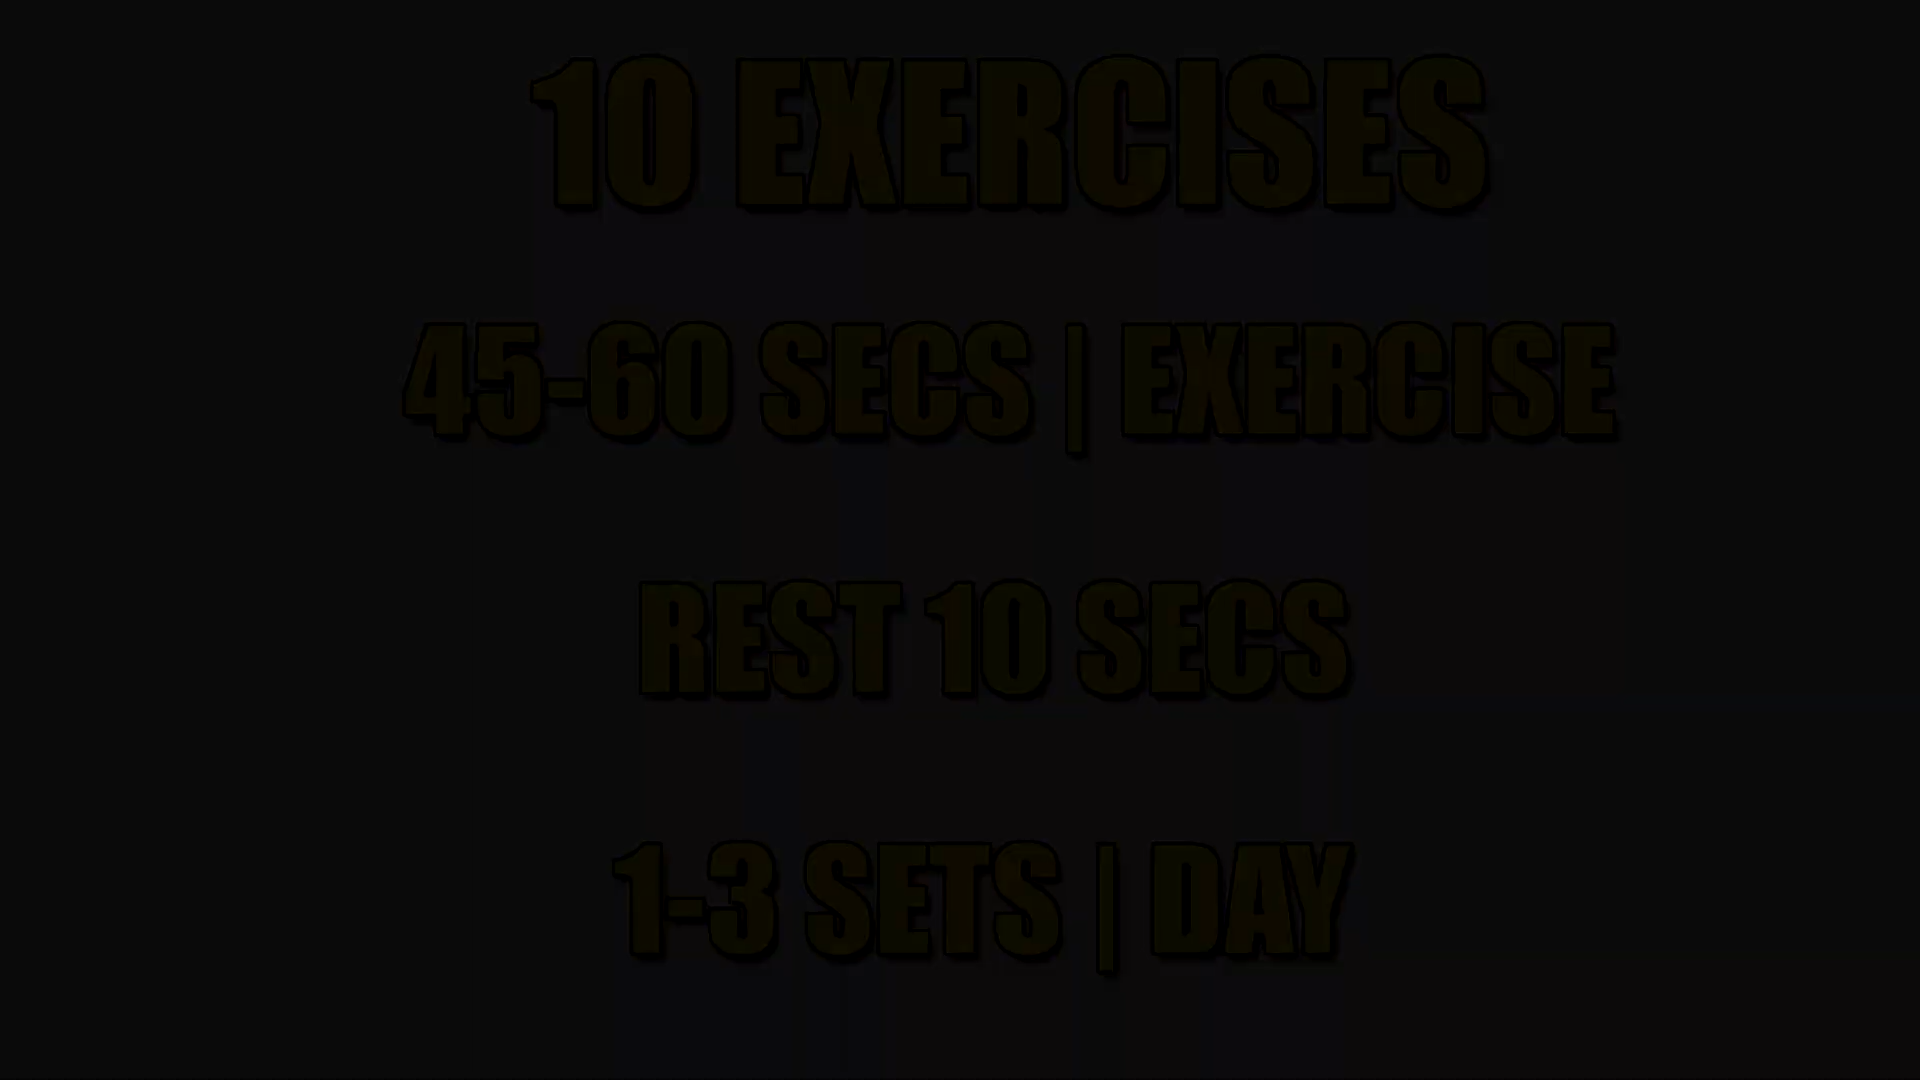 10 EXERCISES
45-60 SECS | EXERCISE
REST 10 SECS
1-3 SETS | DAY